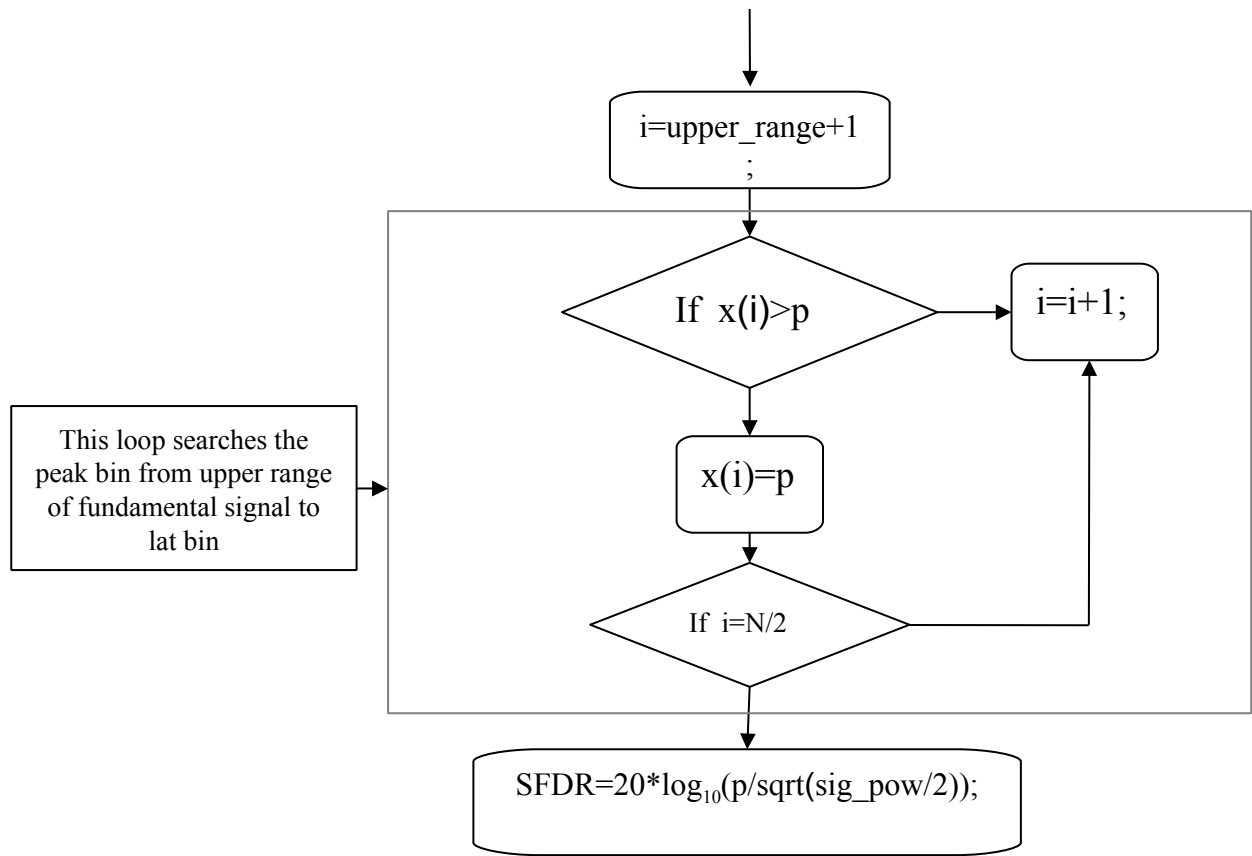 i=upper_range+1
;
If x(i)>p
i=i+1;
This loop searches the
peak bin from upper range
of fundamental signal to
lat bin
x(i)=p
If i=N/2
SFDR=20*log₁₀(p/sqrt(sig_pow/2));